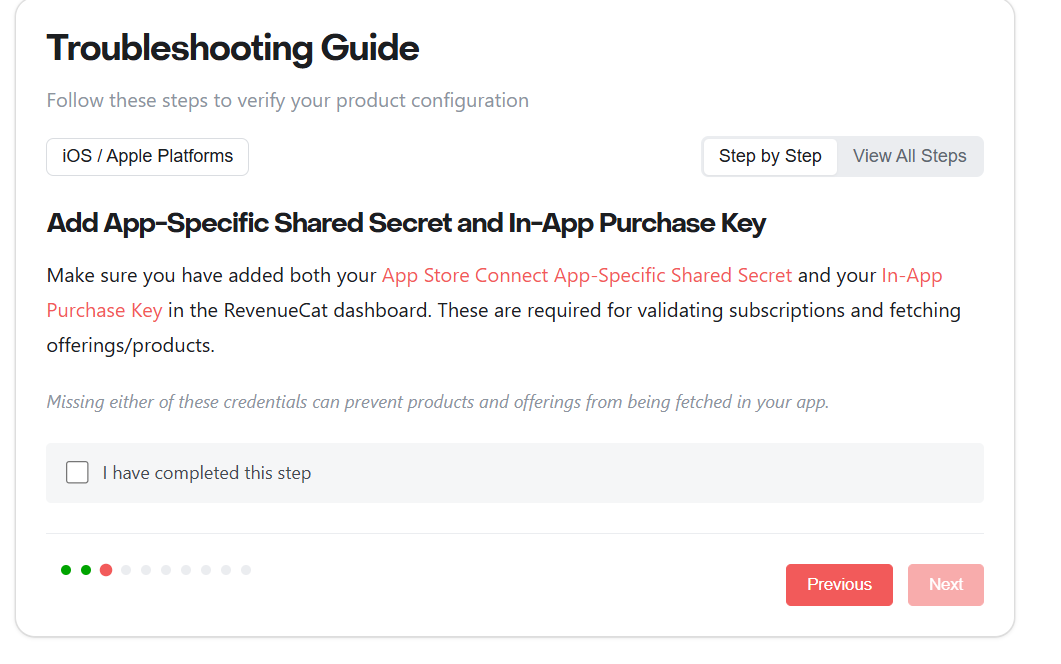 Troubleshooting Guide
Follow these steps to verify your product configuration
iOS / Apple Platforms
Step by Step
View All Steps
Add App-Specific Shared Secret and In-App Purchase Key
Make sure you have added both your App Store Connect App-Specific Shared Secret and your In-App
Purchase Key in the RevenueCat dashboard. These are required for validating subscriptions and fetching
offerings/products.
Missing either of these credentials can prevent products and offerings from being fetched in your app.
I have completed this step
Previous
Next